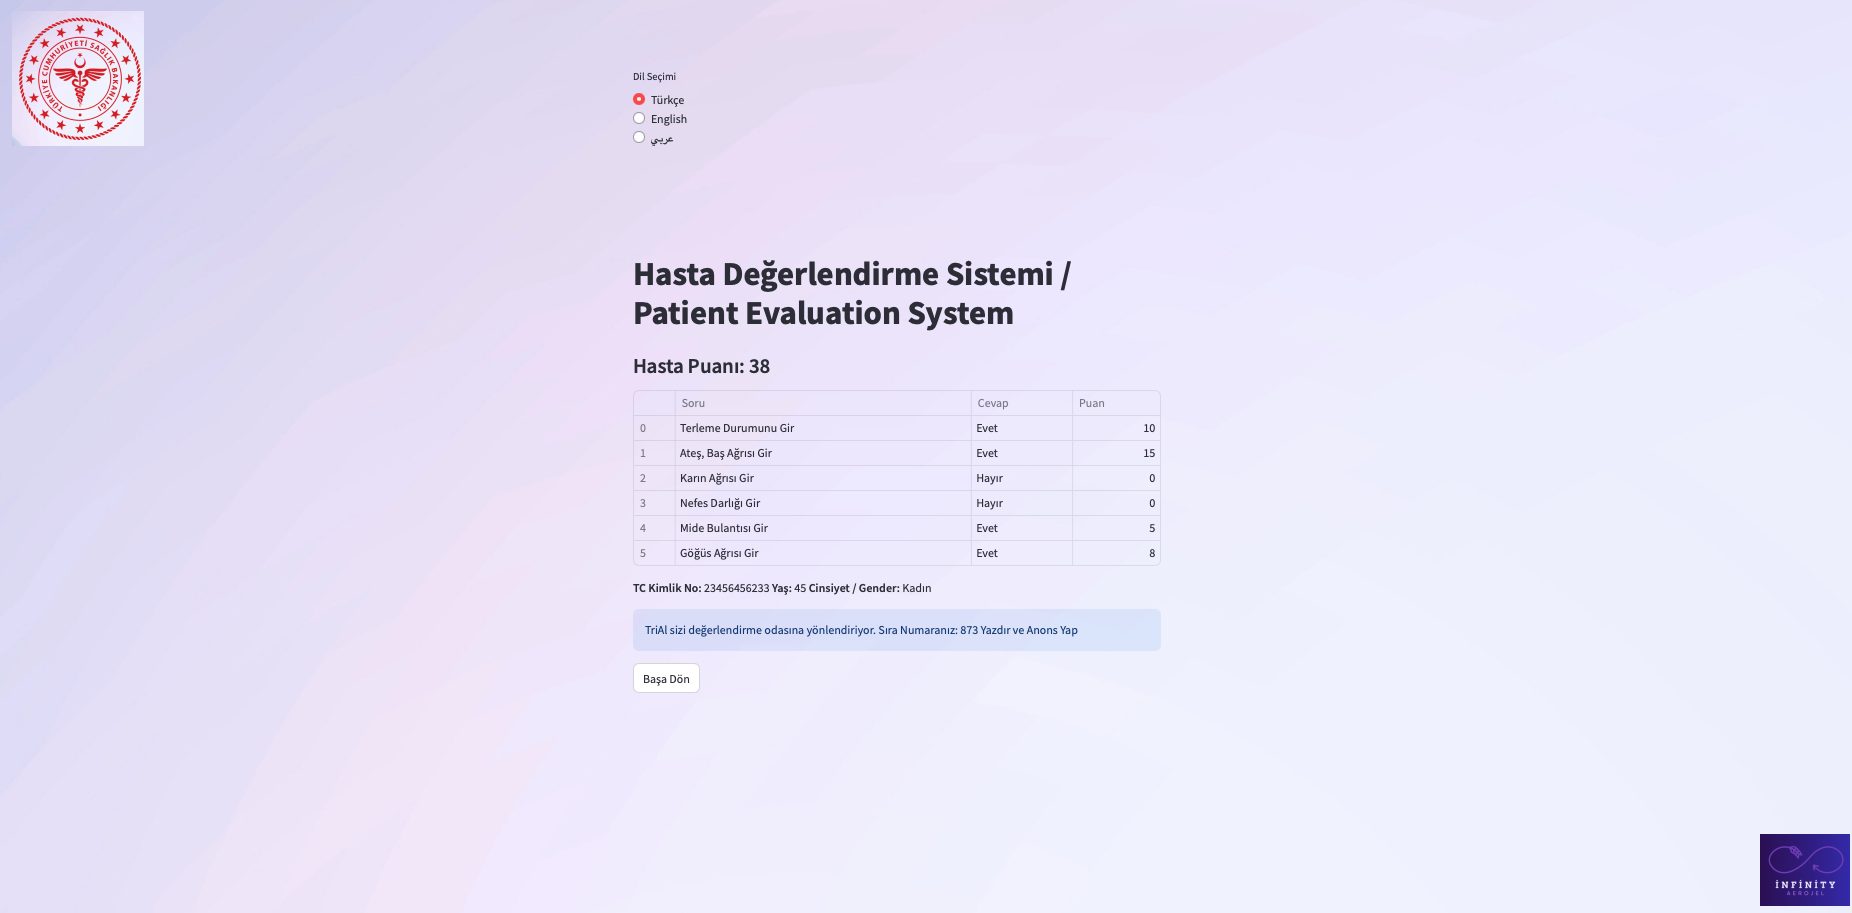 TÜRKİYE CUMHURİYETİ SAĞLIK BAKANLIĞI
Dil Seçimi
Türkçe
English
عربي
Hasta Değerlendirme Sistemi /
Patient Evaluation System
Hasta Puanı: 38
Soru Cevap Puan
0 Terleme Durumunu Gir Evet 10
1 Ateş, Baş Ağrısı Gir Evet 15
2 Karın Ağrısı Gir Hayır 0
3 Nefes Darlığı Gir Hayır 0
4 Mide Bulantısı Gir Evet 5
5 Göğüs Ağrısı Gir Evet 8
TC Kimlik No: 23456456233 Yaş: 45 Cinsiyet / Gender: Kadın
TriAl sizi değerlendirme odasına yönlendiriyor. Sıra Numaranız: 873 Yazdır ve Anons Yap
Başa Dön
İNFİNİTY
AEROJEL